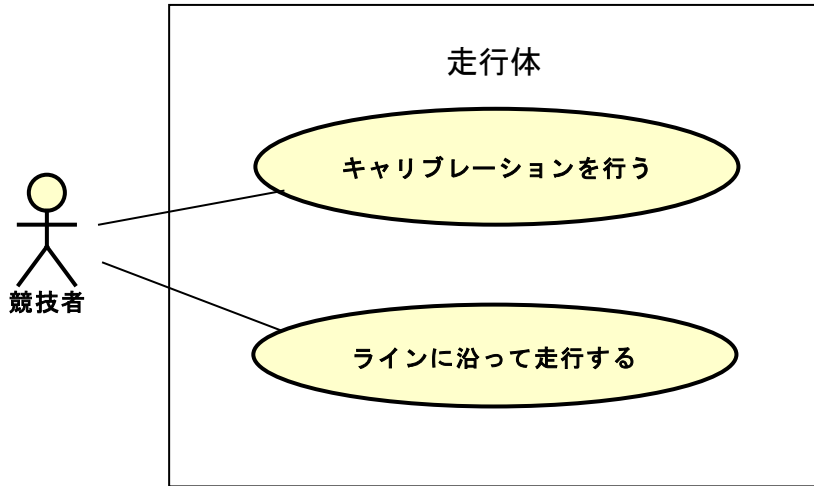 走行体
キャリブレーションを行う
競技者
ラインに沿って走行する